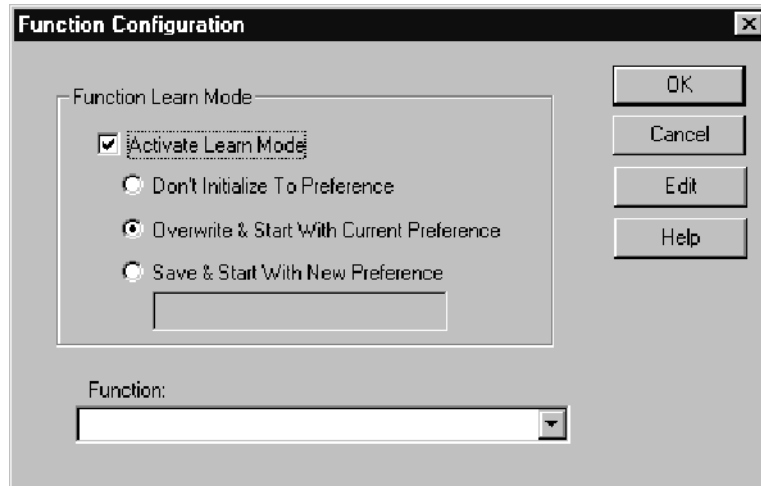 Function Configuration
Function Learn Mode
Activate Learn Mode
Don't Initialize To Preference
Overwrite & Start With Current Preference
Save & Start With New Preference
Function:
OK
Cancel
Edit
Help